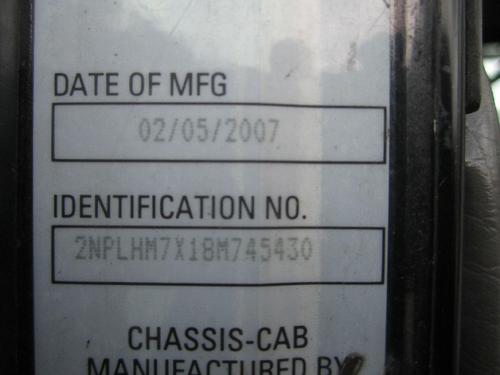 DATE OF MFG
02/05/2007
IDENTIFICATION NO.
2NPLHM7X18M745430
CHASSIS-CAB
MANUFACTURED BY